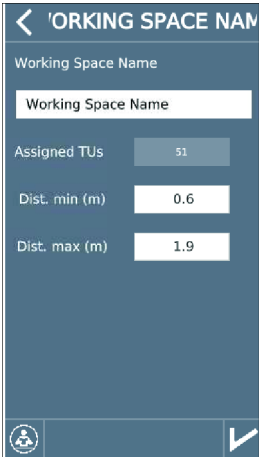 'ORKING SPACE NAM
Working Space Name
Working Space Name
Assigned TUs 51
Dist. min (m) 0.6
Dist. max (m) 1.9